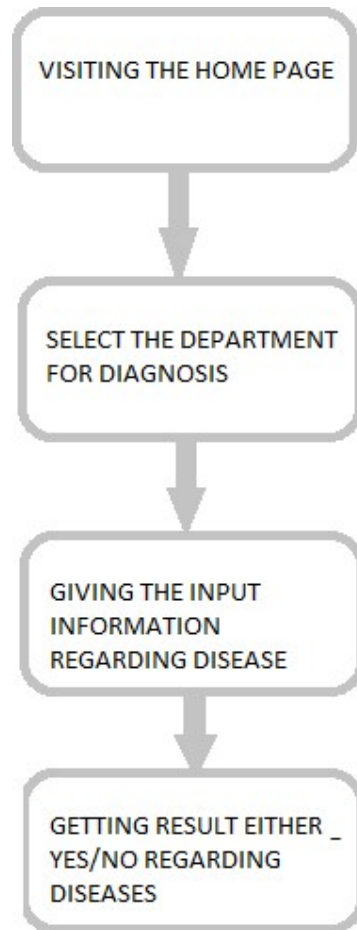 VISITING THE HOME PAGE
SELECT THE DEPARTMENT
FOR DIAGNOSIS
GIVING THE INPUT
INFORMATION
REGARDING DISEASE
GETTING RESULT EITHER _
YES/NO REGARDING
DISEASES